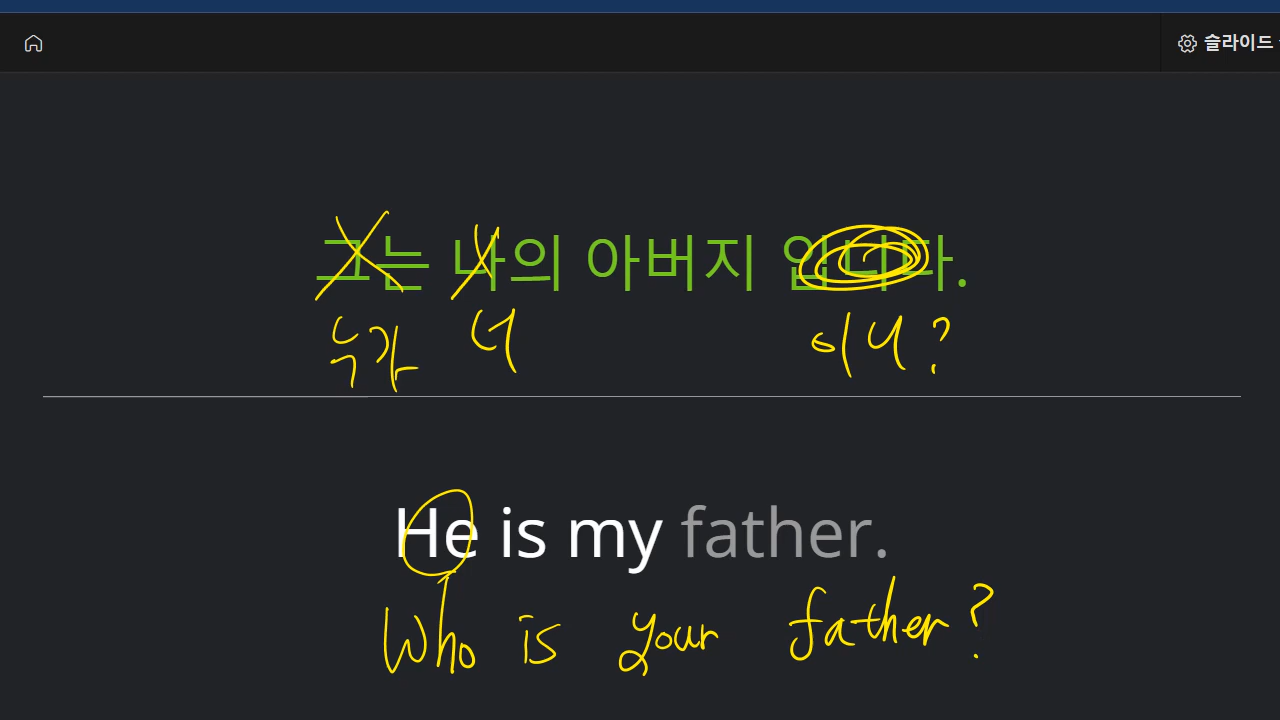 슬라이드
그는 나의 아버지 입니다.
누가 너 이니?
He is my father.
Who is your father?